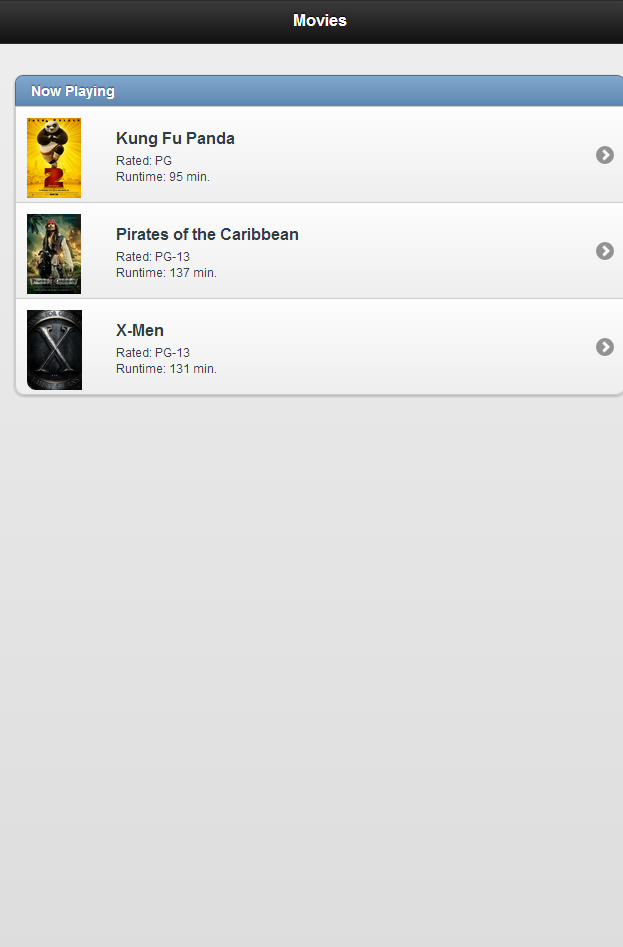 Movies
Now Playing
Kung Fu Panda
Rated: PG
Runtime: 95 min.
2
Pirates of the Caribbean
Rated: PG-13
Runtime: 137 min.
X-Men
Rated: PG-13
Runtime: 131 min.
X